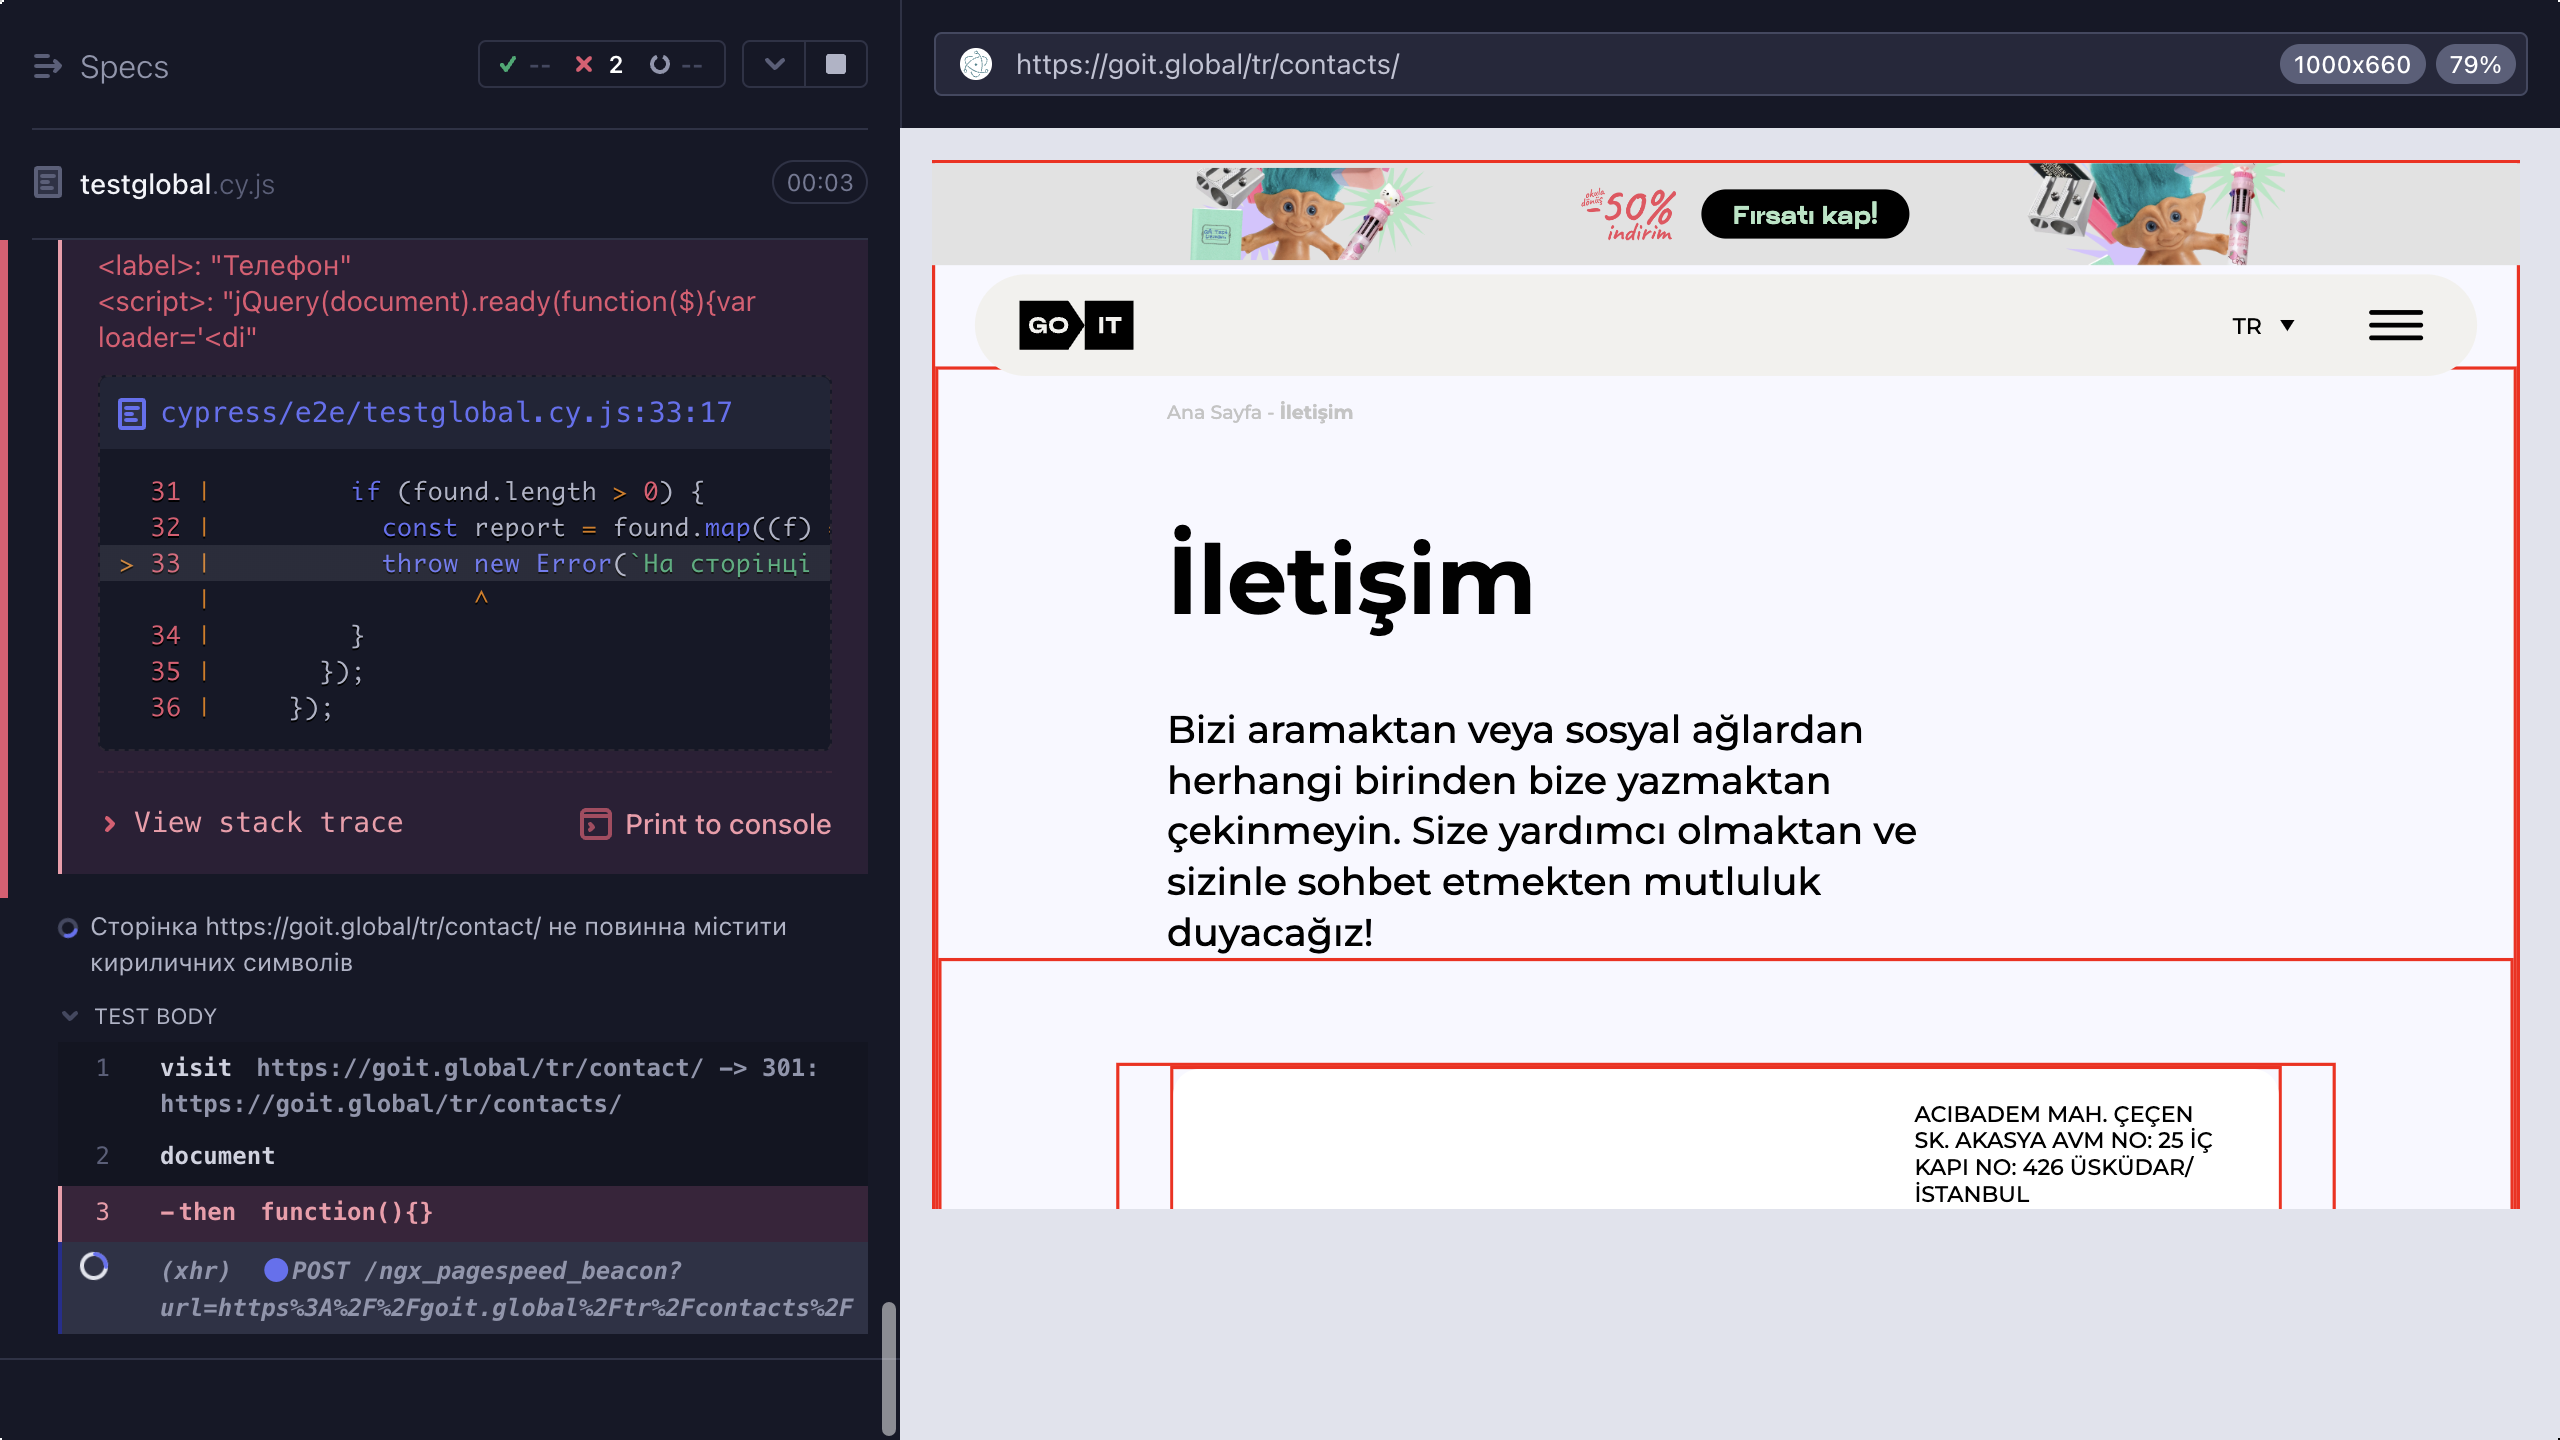 Specs
-- 2 --
testglobal.cy.js
00:03
<label>: "Телефон"
<script>: "jQuery(document).ready(function($){var
loader='<di"
cypress/e2e/testglobal.cy.js:33:17
31 | if (found.length > 0) {
32 | const report = found.map((f)
> 33 | throw new Error(`На сторінці
| ^
34 | }
35 | });
36 | });
View stack trace
Print to console
Сторінка https://goit.global/tr/contact/ не повинна містити
кириличних символів
TEST BODY
1 visit https://goit.global/tr/contact/ -> 301:
https://goit.global/tr/contacts/
2 document
3 -then function(){}
(xhr) POST /ngx_pagespeed_beacon?
url=https%3A%2F%2Fgoit.global%2Ftr%2Fcontacts%2F
https://goit.global/tr/contacts/
1000x660
79%
okula
dönüş
-50%
indirim
Fırsatı kap!
GO IT
TR
Ana Sayfa - İletişim
İletişim
Bizi aramaktan veya sosyal ağlardan
herhangi birinden bize yazmaktan
çekinmeyin. Size yardımcı olmaktan ve
sizinle sohbet etmekten mutluluk
duyacağız!
ACIBADEM MAH. ÇEÇEN
SK. AKASYA AVM NO: 25 İÇ
KAPI NO: 426 ÜSKÜDAR/
İSTANBUL